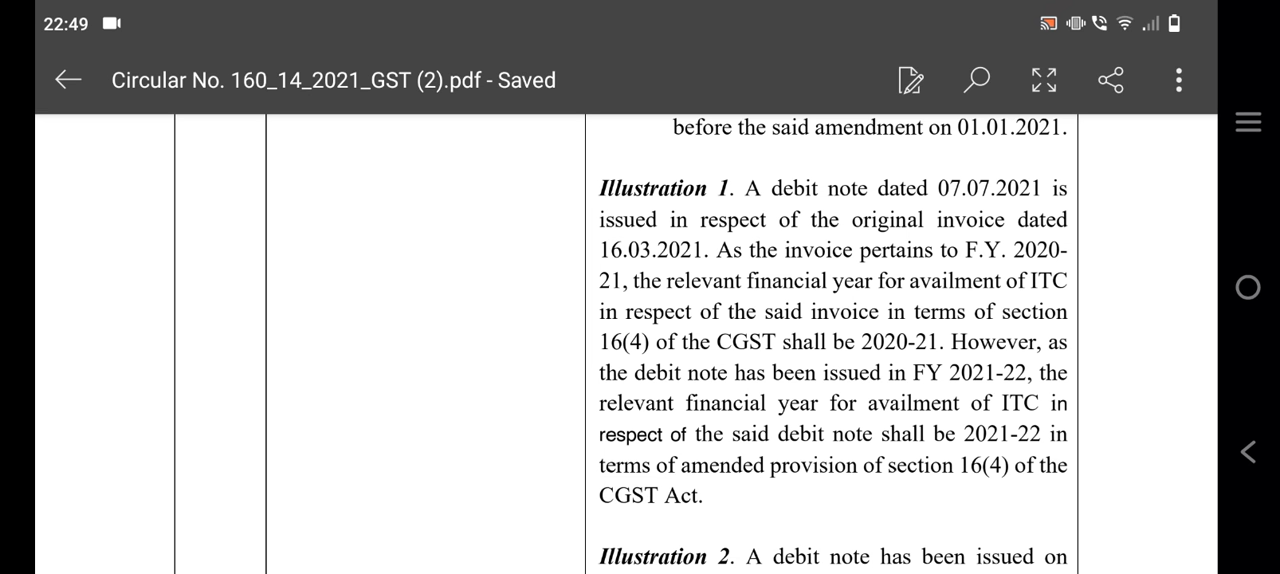 22:49
Circular No. 160_14_2021_GST (2).pdf - Saved
before the said amendment on 01.01.2021.
Illustration 1. A debit note dated 07.07.2021 is
issued in respect of the original invoice dated
16.03.2021. As the invoice pertains to F.Y. 2020-
21, the relevant financial year for availment of ITC
in respect of the said invoice in terms of section
16(4) of the CGST shall be 2020-21. However, as
the debit note has been issued in FY 2021-22, the
relevant financial year for availment of ITC in
respect of the said debit note shall be 2021-22 in
terms of amended provision of section 16(4) of the
CGST Act.
Illustration 2. A debit note has been issued on